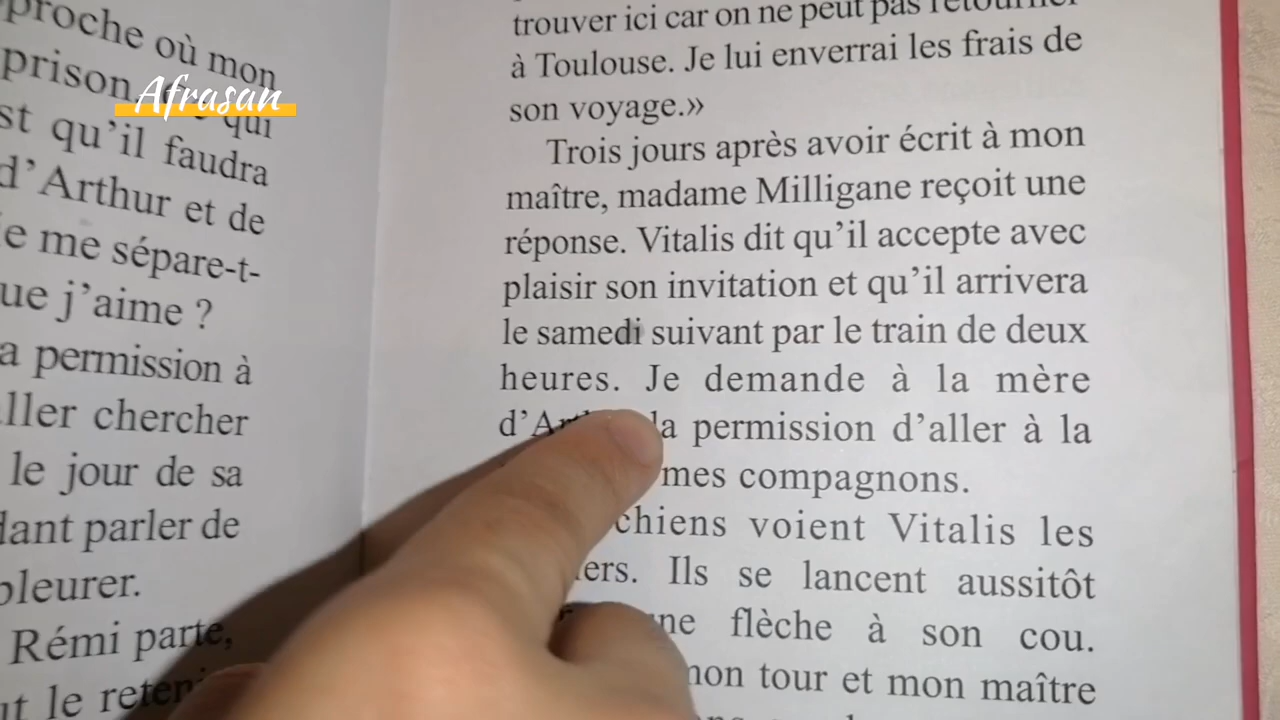 proche où mon
prison,
qui
st qu'il faudra
d'Arthur et de
e me sépare-t-
ue j'aime ?
a permission à
ller chercher
le jour de sa
dant parler de
pleurer.
Rémi parte,
ut le reteni
Afrasan
trouver ici car on ne peut pas retourner
à Toulouse. Je lui enverrai les frais de
son voyage.»
Trois jours après avoir écrit à mon
maître, madame Milligane reçoit une
réponse. Vitalis dit qu'il accepte avec
plaisir son invitation et qu'il arrivera
le samedi suivant par le train de deux
heures. Je demande à la mère
la permission d'aller à la
mes compagnons.
chiens voient Vitalis les
ers. Ils se lancent aussitôt
ne flèche à son cou.
mon tour et mon maître